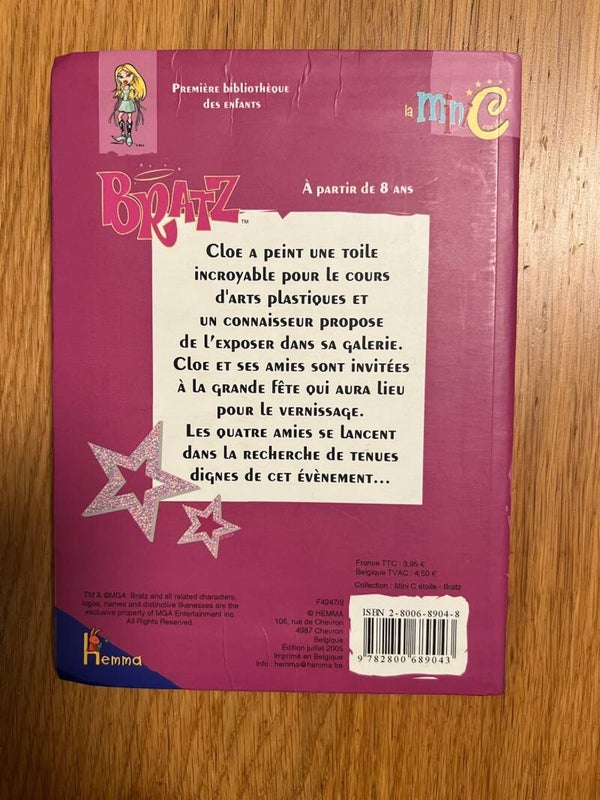 Première bibliothèque
des enfants
la mini C
BRATZ™
À partir de 8 ans
Cloe a peint une toile
incroyable pour le cours
d'arts plastiques et
un connaisseur propose
de l'exposer dans sa galerie.
Cloe et ses amies sont invitées
à la grande fête qui aura lieu
pour le vernissage.
Les quatre amies se lancent
dans la recherche de tenues
dignes de cet évènement...
France TTC : 3,95 €
Belgique TVAC : 4,50 €
Collection : Mini C étoile - Bratz
TM & ©MGA. Bratz and all related characters,
logos, names and distinctive likenesses are the
exclusive property of MGA Entertainment Inc.
All Rights Reserved.
hemma
F4247/2
© HEMMA
106, rue de Chevron
4987 Chevron
Belgique
Edition juillet 2005
Imprimé en Belgique
Info : hemma@hemma.be
ISBN 2-8006-8904-8
9 782800 689043